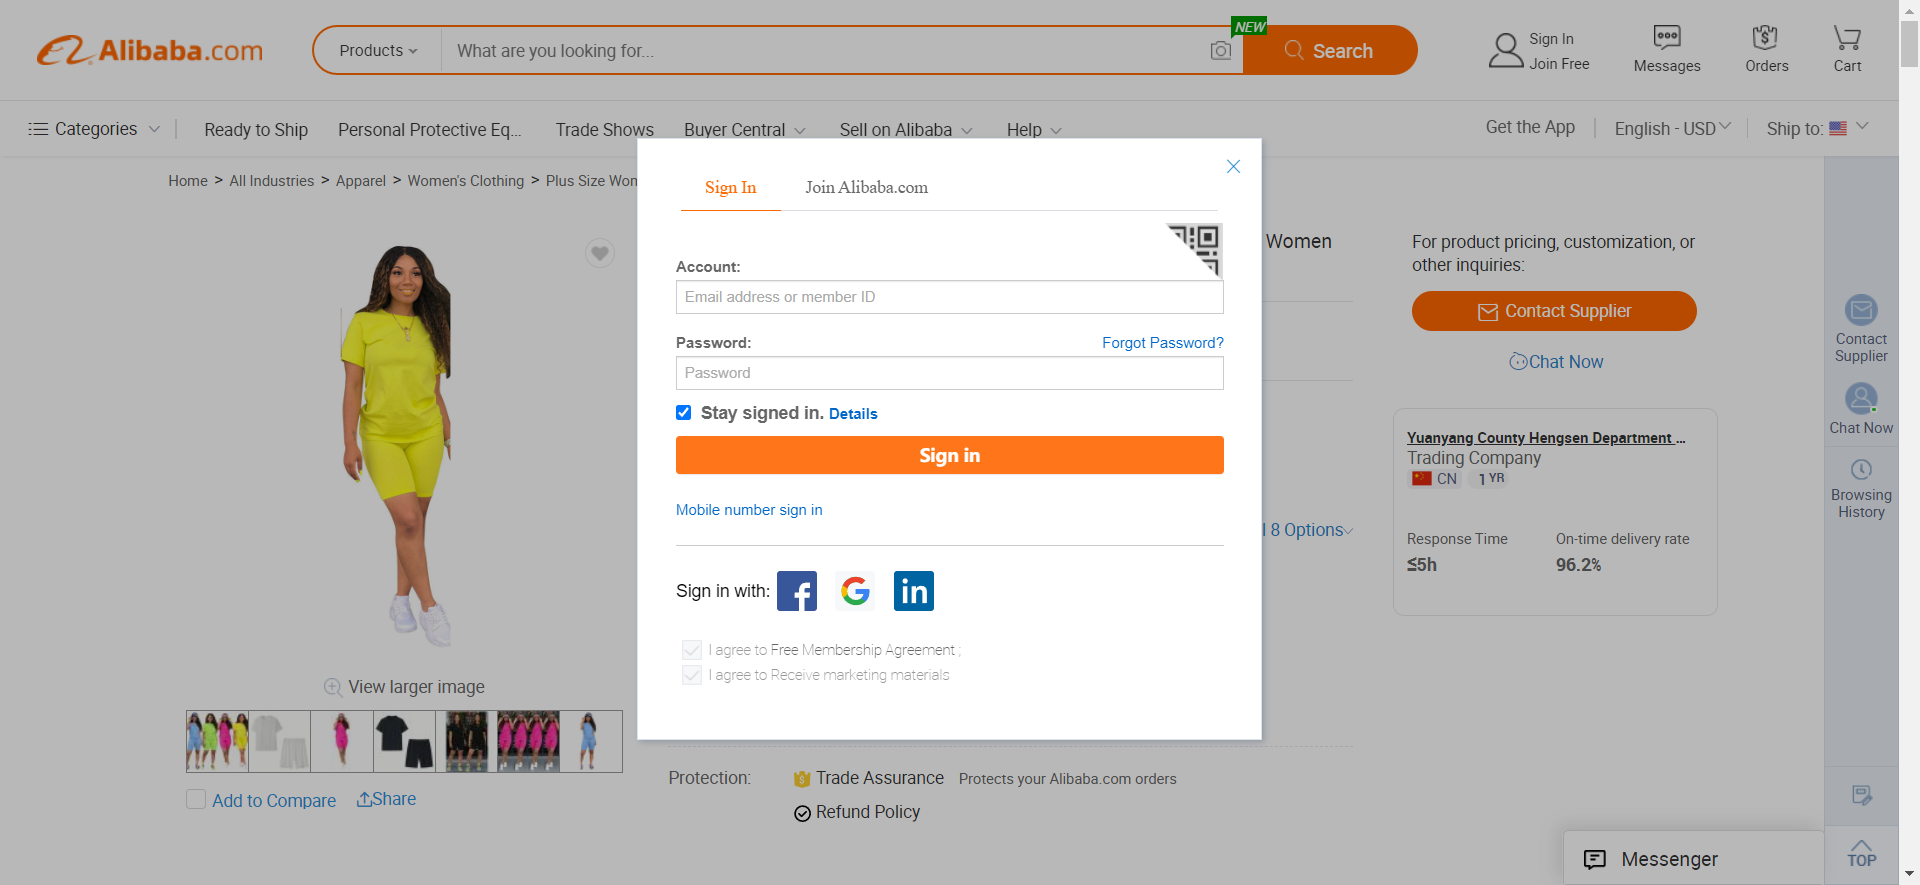 Alibaba.com
Products
What are you looking for...
NEW
Search
Sign In
Join Free
Messages
Orders
Cart
Categories
Ready to Ship
Personal Protective Eq...
Trade Shows
Buyer Central
Sell on Alibaba
Help
Get the App
English - USD
Ship to:
Home > All Industries > Apparel > Women's Clothing > Plus Size Wom
Sign In
Join Alibaba.com
Account:
Email address or member ID
Password:
Forgot Password?
Password
Stay signed in. Details
Sign in
Mobile number sign in
Sign in with:
I agree to Free Membership Agreement ;
I agree to Receive marketing materials
View larger image
Add to Compare
Share
Women
8 Options
Protection:
Trade Assurance
Protects your Alibaba.com orders
Refund Policy
For product pricing, customization, or
other inquiries:
Contact Supplier
Chat Now
Yuanyang County Hengsen Department ...
Trading Company
CN
1 YR
Response Time
≤5h
On-time delivery rate
96.2%
Contact
Supplier
Chat Now
Browsing
History
Messenger
TOP